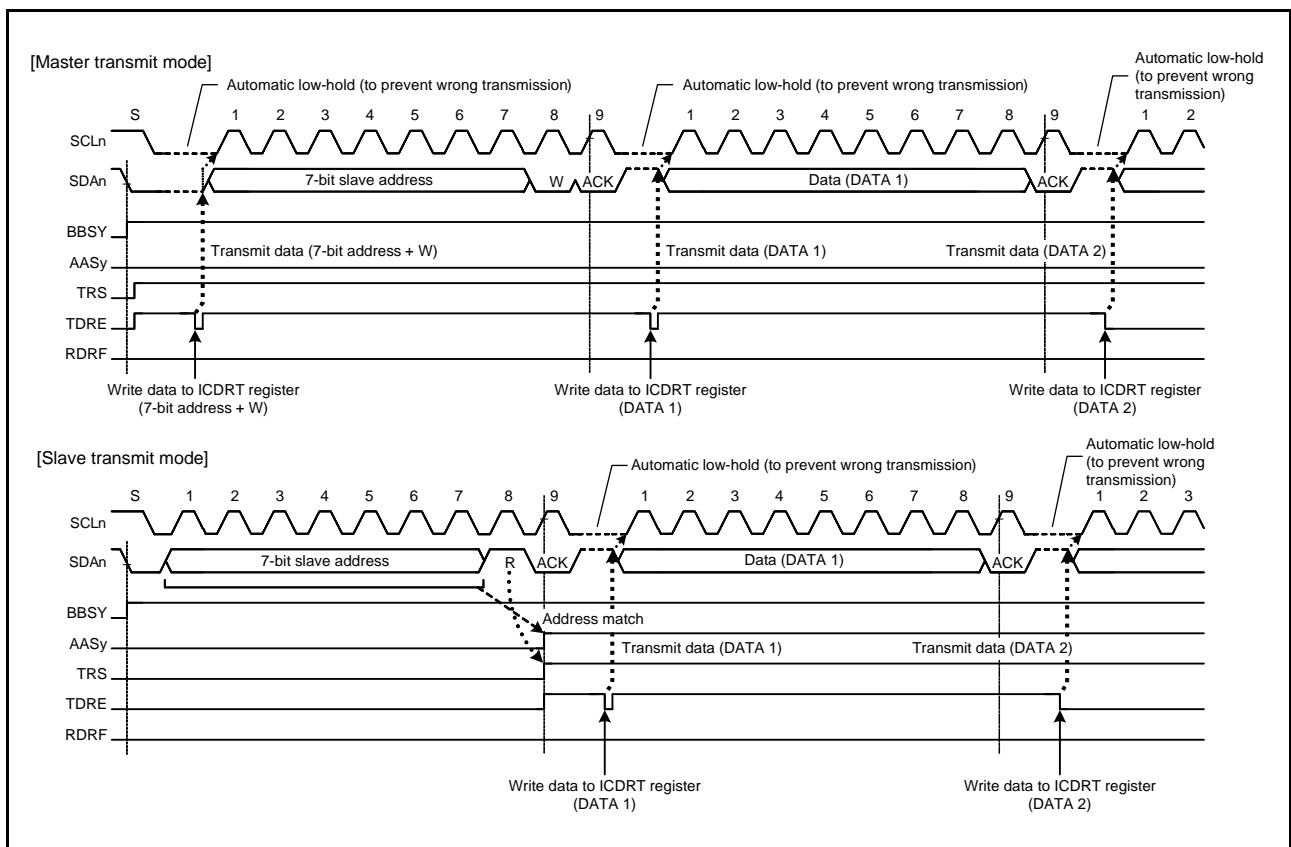 [Master transmit mode]
Automatic low-hold (to prevent wrong transmission)
Automatic low-hold (to prevent wrong transmission)
Automatic low-hold
(to prevent wrong
transmission)
S 1 2 3 4 5 6 7 8 9 1 2 3 4 5 6 7 8 9 1 2
SCLn
SDAn 7-bit slave address W ACK Data (DATA 1) ACK
BBSY
Transmit data (7-bit address + W) Transmit data (DATA 1) Transmit data (DATA 2)
AASy
TRS
TDRE
RDRF
Write data to ICDRT register
(7-bit address + W)
Write data to ICDRT register
(DATA 1)
Write data to ICDRT register
(DATA 2)
[Slave transmit mode]
Automatic low-hold (to prevent wrong transmission)
Automatic low-hold
(to prevent wrong
transmission)
S 1 2 3 4 5 6 7 8 9 1 2 3 4 5 6 7 8 9 1 2 3
SCLn
SDAn 7-bit slave address R ACK Data (DATA 1) ACK
BBSY
Address match
AASy
Transmit data (DATA 1) Transmit data (DATA 2)
TRS
TDRE
RDRF
Write data to ICDRT register
(DATA 1)
Write data to ICDRT register
(DATA 2)